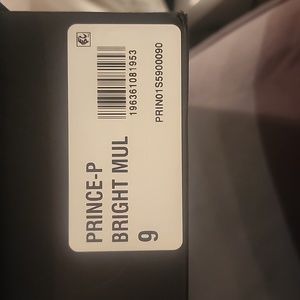 PRINCE-P
BRIGHT MUL
9
196361081953
PRIN01S5900090